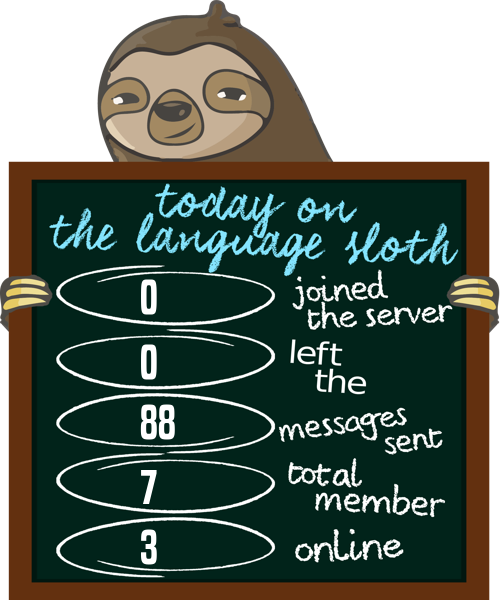 today on
the language sloth
0 joined
the server
0 left
the
88 messages
sent
7 total
member
3 online